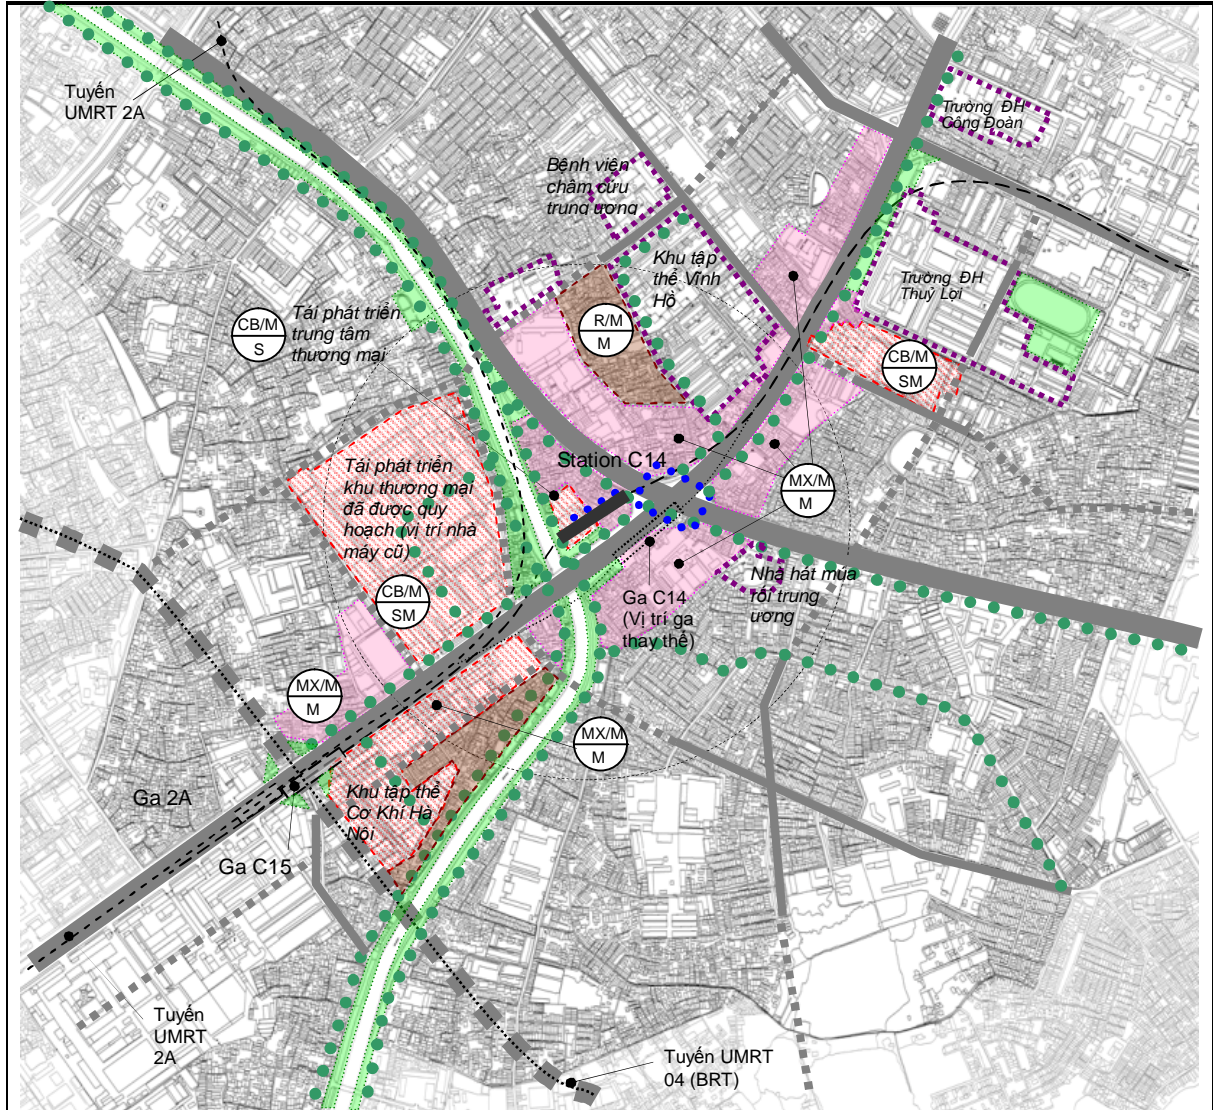 Tuyến
UMRT 2A
Trường ĐH
Công Đoàn
Bệnh viện
châm cứu
trung ương
Khu tập
thể Vĩnh
Hồ
Trường ĐH
Thuỷ Lợi
CB/M
S
Tái phát triển
trung tâm
thương mại
R/M
M
CB/M
SM
Station C14
Tái phát triển
khu thương mại
đã được quy
hoạch (vị trí nhà
máy cũ)
MX/M
M
CB/M
SM
Ga C14
(Vị trí ga
thay thế)
Nhà hát múa
rối trung
ương
MX/M
M
MX/M
M
Ga 2A
Khu tập thể
Cơ Khí Hà
Nội
Ga C15
Tuyến
UMRT
2A
Tuyến UMRT
04 (BRT)